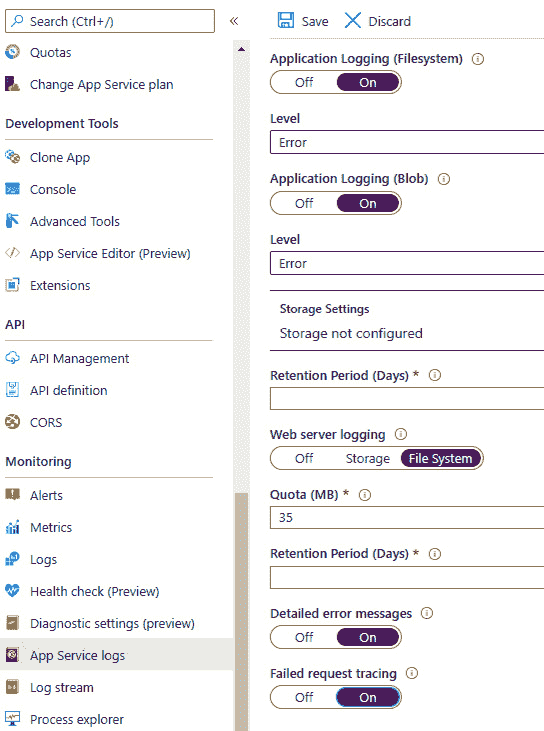 Search (Ctrl+/)
«
Quotas
Change App Service plan
Development Tools
Clone App
Console
Advanced Tools
App Service Editor (Preview)
Extensions
API
API Management
API definition
CORS
Monitoring
Alerts
Metrics
Logs
Health check (Preview)
Diagnostic settings (preview)
App Service logs
Log stream
Process explorer
Save Discard
Application Logging (Filesystem)
Off On
Level
Error
Application Logging (Blob)
Off On
Level
Error
Storage Settings
Storage not configured
Retention Period (Days) *
Web server logging
Off Storage File System
Quota (MB) *
35
Retention Period (Days) *
Detailed error messages
Off On
Failed request tracing
Off On